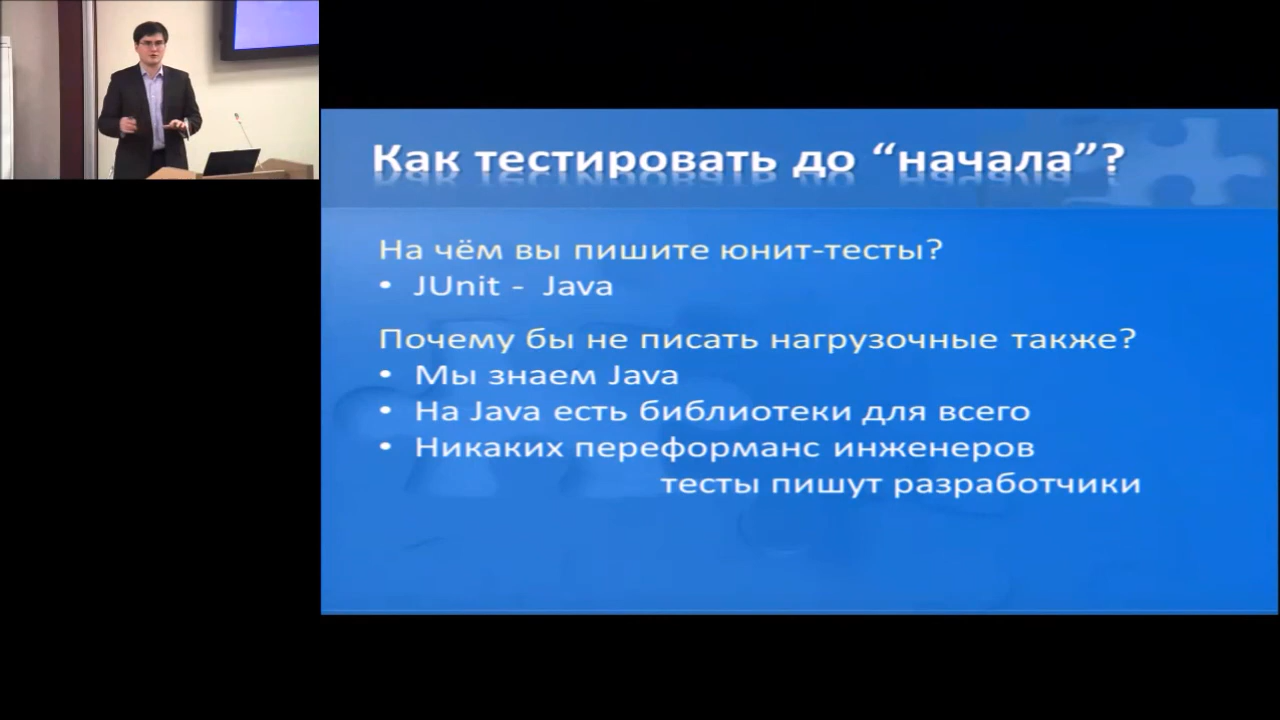 Как тестировать до “начала”?
На чём вы пишите юнит-тесты?
• JUnit - Java
Почему бы не писать нагрузочные также?
• Мы знаем Java
• На Java есть библиотеки для всего
• Никаких переформанс инженеров
тесты пишут разработчики